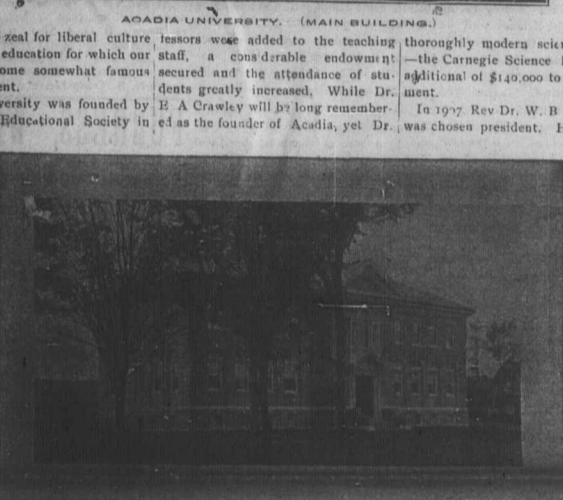 ACADIA UNIVERSITY. (MAIN BUILDING.)
zeal for liberal culture
education for which our
ome somewhat famous
ent.
versity was founded by
Educational Society in
fessors were added to the teaching
staff, a considerable endowment
secured and the attendance of stu-
dents greatly increased. While Dr.
E A Crawley will be long remember-
ed as the founder of Acadia, yet Dr.
thoroughly modern scien
—the Carnegie Science
additional of $140,000 to
ment.
In 1907 Rev Dr. W. B
was chosen president. H